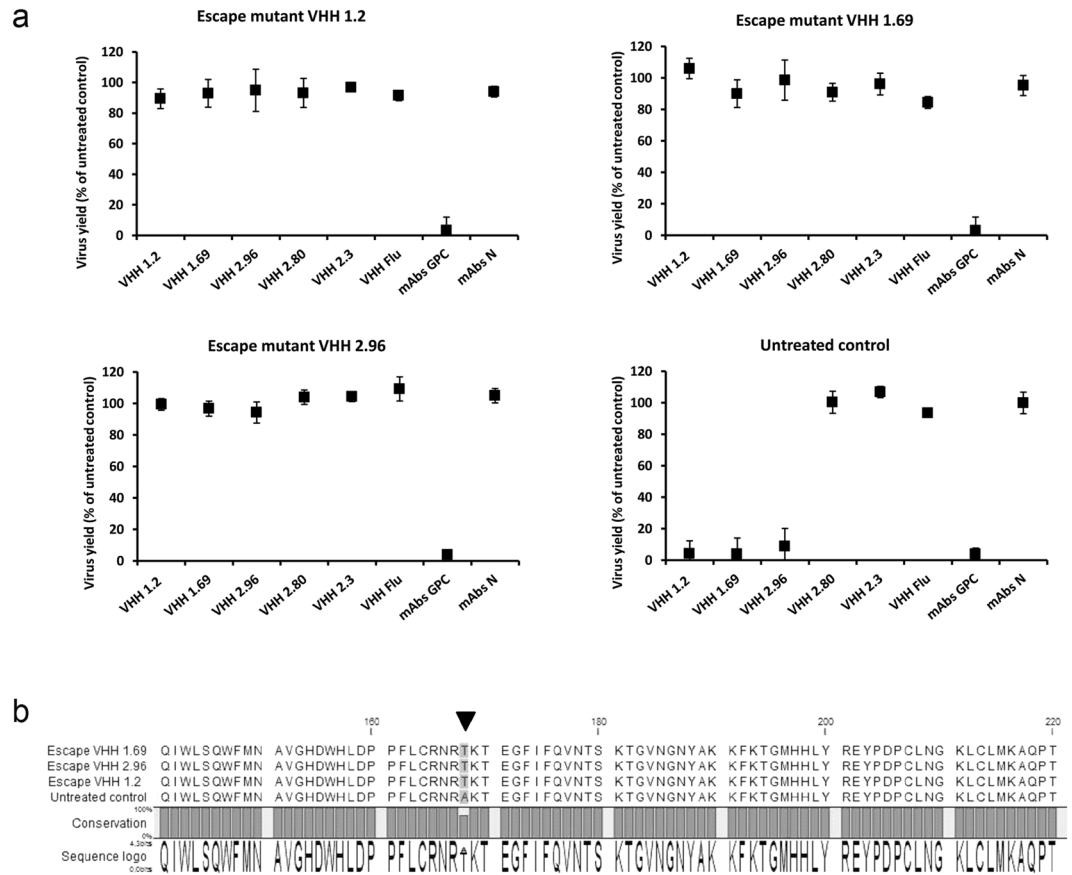 a
Escape mutant VHH 1.2
Virus yield (% of untreated control)
120
100
80
60
40
20
0
VHH 1.2
VHH 1.69
VHH 2.96
VHH 2.80
VHH 2.3
VHH Flu
mAbs GPC
mAbs N
Escape mutant VHH 1.69
Virus yield (% of untreated control)
120
100
80
60
40
20
0
VHH 1.2
VHH 1.69
VHH 2.96
VHH 2.80
VHH 2.3
VHH Flu
mAbs GPC
mAbs N
Escape mutant VHH 2.96
Virus yield (% of untreated control)
120
100
80
60
40
20
0
VHH 1.2
VHH 1.69
VHH 2.96
VHH 2.80
VHH 2.3
VHH Flu
mAbs GPC
mAbs N
Untreated control
Virus yield (% of untreated control)
120
100
80
60
40
20
0
VHH 1.2
VHH 1.69
VHH 2.96
VHH 2.80
VHH 2.3
VHH Flu
mAbs GPC
mAbs N
b
160 180 200 220
Escape VHH 1.69 QIWLSQWFMN AVGHDWHLDP PFLCRNRTKT EGFIFQVNTS KTGVNGNYAK KFKTGMHHLY REYPDPCLNG KLCLMKAQPT
Escape VHH 2.96 QIWLSQWFMN AVGHDWHLDP PFLCRNRTKT EGFIFQVNTS KTGVNGNYAK KFKTGMHHLY REYPDPCLNG KLCLMKAQPT
Escape VHH 1.2 QIWLSQWFMN AVGHDWHLDP PFLCRNRTKT EGFIFQVNTS KTGVNGNYAK KFKTGMHHLY REYPDPCLNG KLCLMKAQPT
Untreated control QIWLSQWFMN AVGHDWHLDP PFLCRNRAKT EGFIFQVNTS KTGVNGNYAK KFKTGMHHLY REYPDPCLNG KLCLMKAQPT
100%
Conservation
0%
4.3bits
Sequence logo QIWLSQWFMN AVGHDWHLDP PFLCRNR KT EGFIFQVNTS KTGVNGNYAK KFKTGMHHLY REYPDPCLNG KLCLMKAQPT
0.0bits